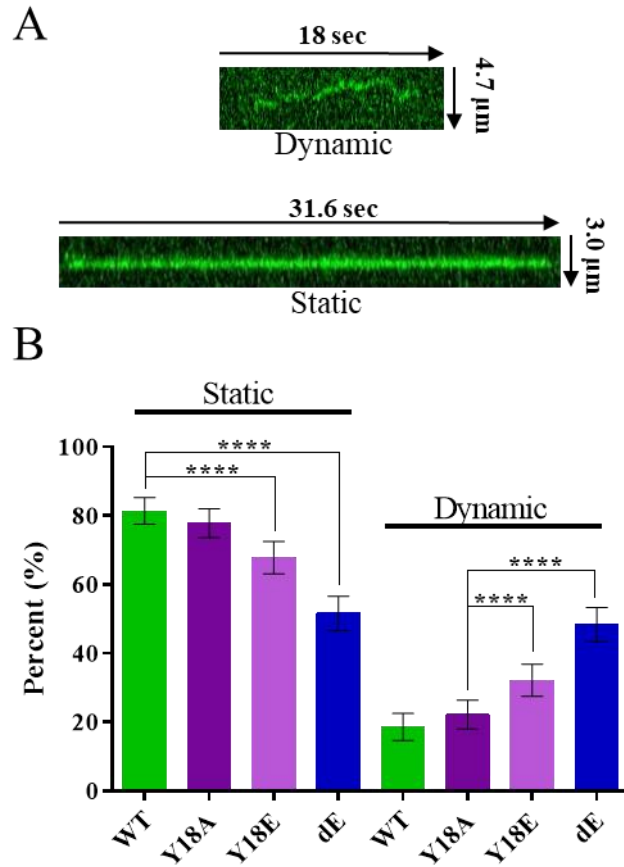 A
18 sec
4.7 µm
Dynamic
31.6 sec
3.0 µm
Static
B
Static
****
****
Dynamic
****
****
Percent (%)
100
80
60
40
20
0
WT
Y18A
Y18E
dE
WT
Y18A
Y18E
dE